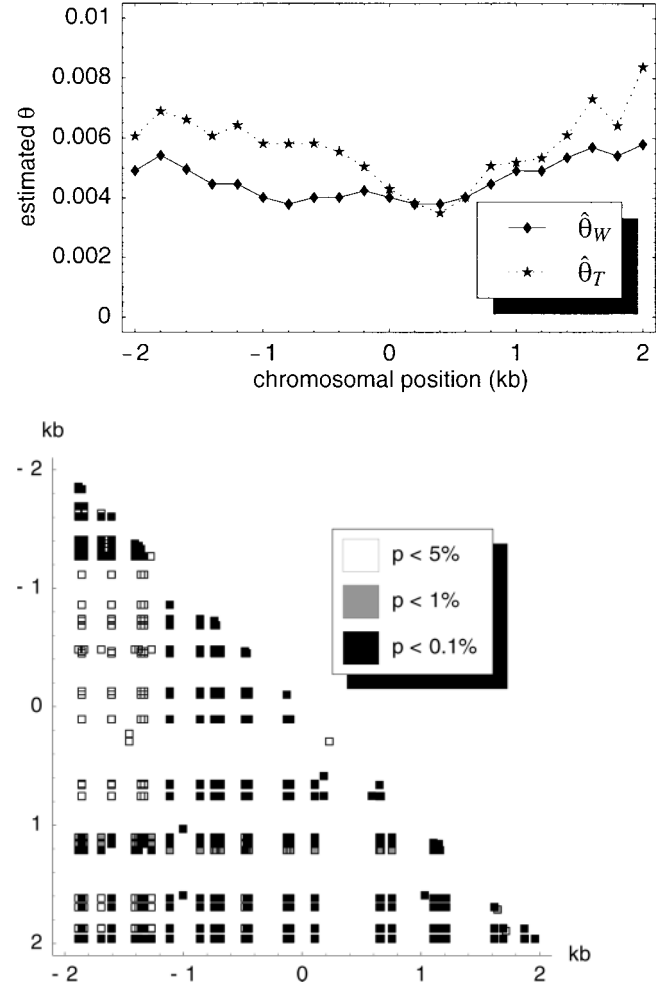 0.01
0.008
0.006
0.004
0.002
0
estimated θ
θ̂W
θ̂T
−2 −1 0 1 2
chromosomal position (kb)
kb
- 2
- 1
0
1
2
p < 5%
p < 1%
p < 0.1%
- 2 - 1 0 1 2 kb